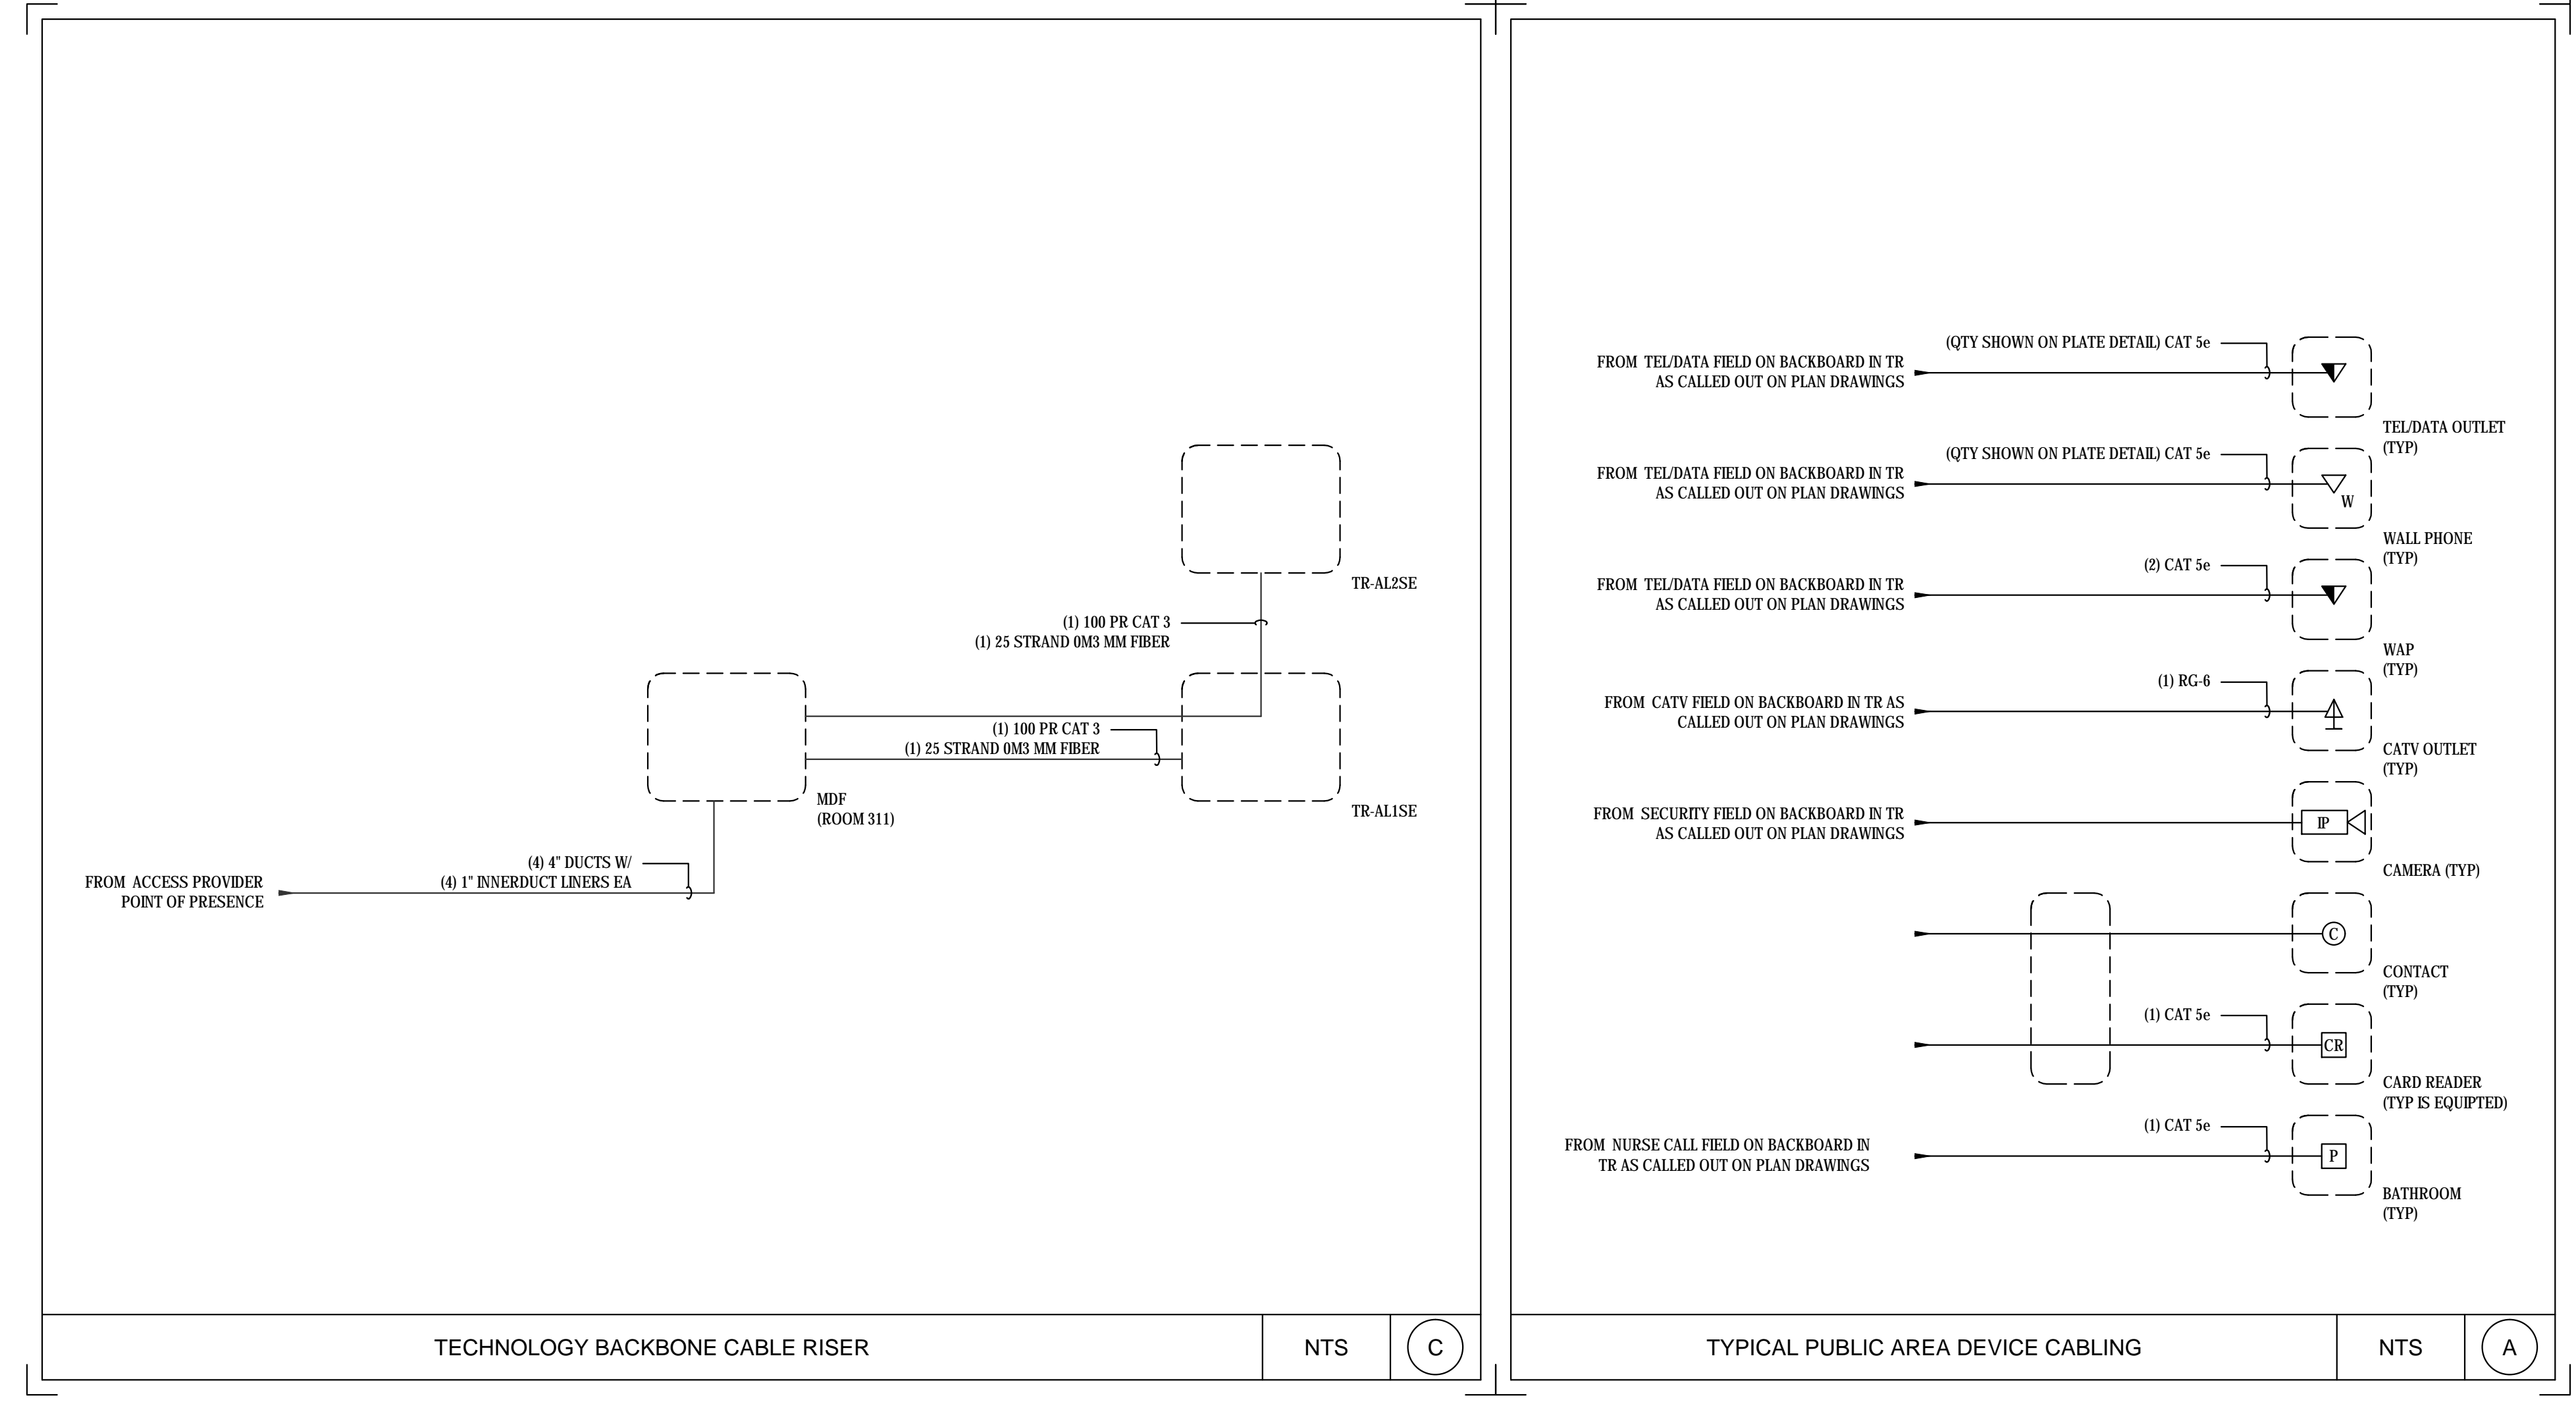 TR-AL2SE
(1) 100 PR CAT 3
(1) 25 STRAND 0M3 MM FIBER
(1) 100 PR CAT 3
(1) 25 STRAND 0M3 MM FIBER
MDF
(ROOM 311)
TR-AL1SE
(4) 4" DUCTS W/
(4) 1" INNERDUCT LINERS EA
FROM ACCESS PROVIDER
POINT OF PRESENCE
TECHNOLOGY BACKBONE CABLE RISER
NTS
C
(QTY SHOWN ON PLATE DETAIL) CAT 5e
FROM TEL/DATA FIELD ON BACKBOARD IN TR
AS CALLED OUT ON PLAN DRAWINGS
TEL/DATA OUTLET
(TYP)
(QTY SHOWN ON PLATE DETAIL) CAT 5e
FROM TEL/DATA FIELD ON BACKBOARD IN TR
AS CALLED OUT ON PLAN DRAWINGS
W
WALL PHONE
(TYP)
(2) CAT 5e
FROM TEL/DATA FIELD ON BACKBOARD IN TR
AS CALLED OUT ON PLAN DRAWINGS
WAP
(TYP)
(1) RG-6
FROM CATV FIELD ON BACKBOARD IN TR AS
CALLED OUT ON PLAN DRAWINGS
CATV OUTLET
(TYP)
FROM SECURITY FIELD ON BACKBOARD IN TR
AS CALLED OUT ON PLAN DRAWINGS
IP
CAMERA (TYP)
C
CONTACT
(TYP)
(1) CAT 5e
CR
CARD READER
(TYP IS EQUIPTED)
(1) CAT 5e
FROM NURSE CALL FIELD ON BACKBOARD IN
TR AS CALLED OUT ON PLAN DRAWINGS
P
BATHROOM
(TYP)
TYPICAL PUBLIC AREA DEVICE CABLING
NTS
A